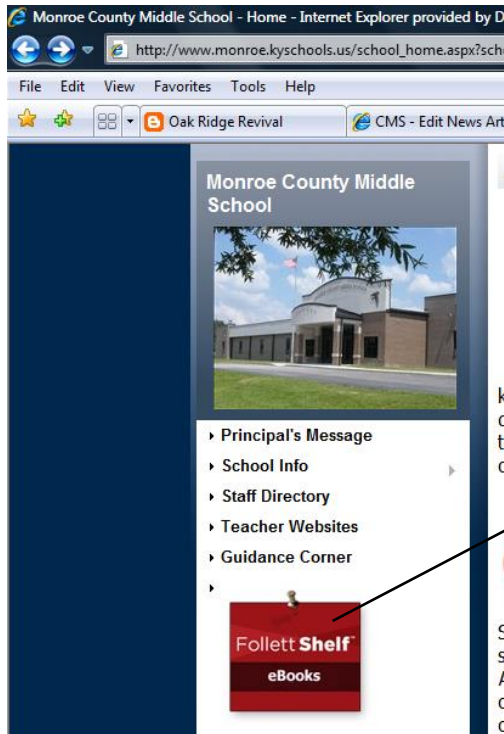 Monroe County Middle School - Home - Internet Explorer provided by D
http://www.monroe.kyschools.us/school_home.aspx?sch
File Edit View Favorites Tools Help
Oak Ridge Revival CMS - Edit News Art
Monroe County Middle
School
Principal's Message
School Info
Staff Directory
Teacher Websites
Guidance Corner
Follett Shelf™
eBooks